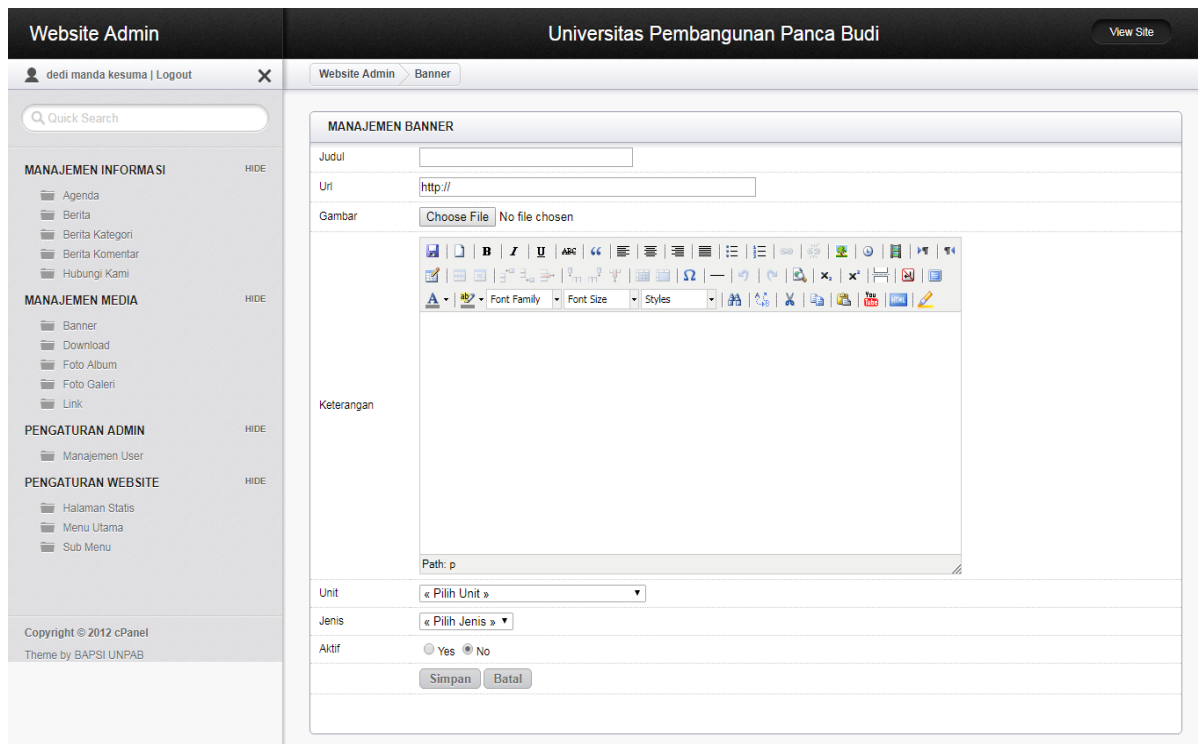 Website Admin
Universitas Pembangunan Panca Budi
View Site
dedi manda kesuma | Logout
Website Admin
Banner
Quick Search
MANAJEMEN INFORMASI HIDE
Agenda
Berita
Berita Kategori
Berita Komentar
Hubungi Kami
MANAJEMEN MEDIA HIDE
Banner
Download
Foto Album
Foto Galeri
Link
PENGATURAN ADMIN HIDE
Manajemen User
PENGATURAN WEBSITE HIDE
Halaman Statis
Menu Utama
Sub Menu
Copyright © 2012 cPanel
Theme by BAPSI UNPAB
MANAJEMEN BANNER
Judul
Url http://
Gambar Choose File No file chosen
B I U ABC
Font Family Font Size Styles You Tube HTML
Keterangan
Path: p
Unit « Pilih Unit »
Jenis « Pilih Jenis »
Aktif Yes No
Simpan Batal